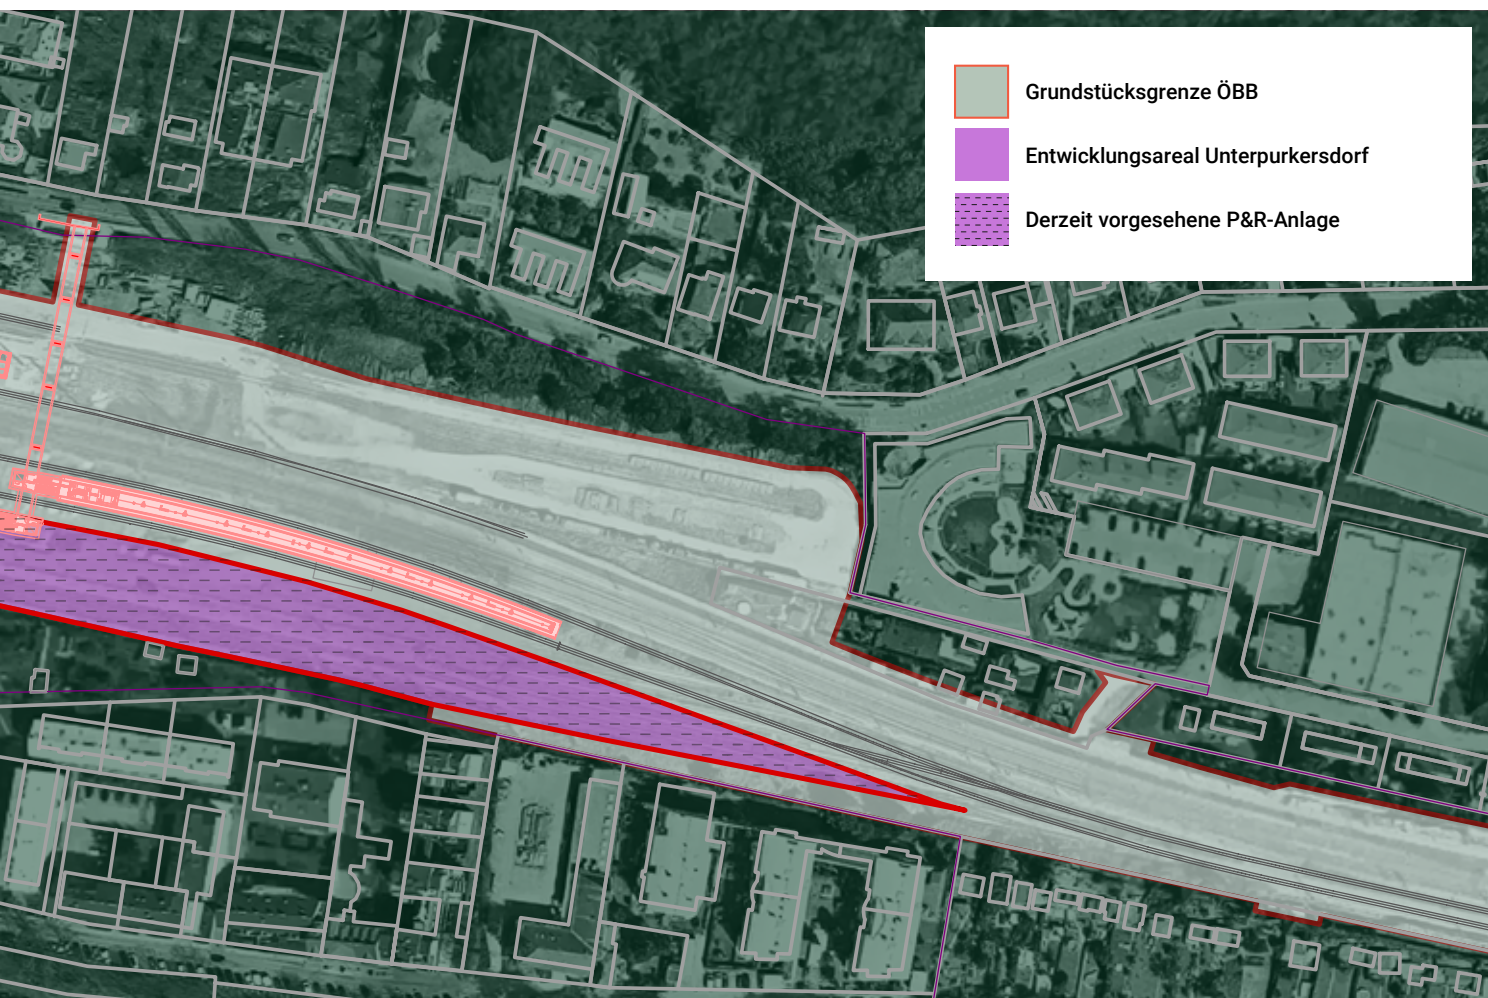 Grundstücksgrenze ÖBB
Entwicklungsareal Unterpurkersdorf
Derzeit vorgesehene P&R-Anlage